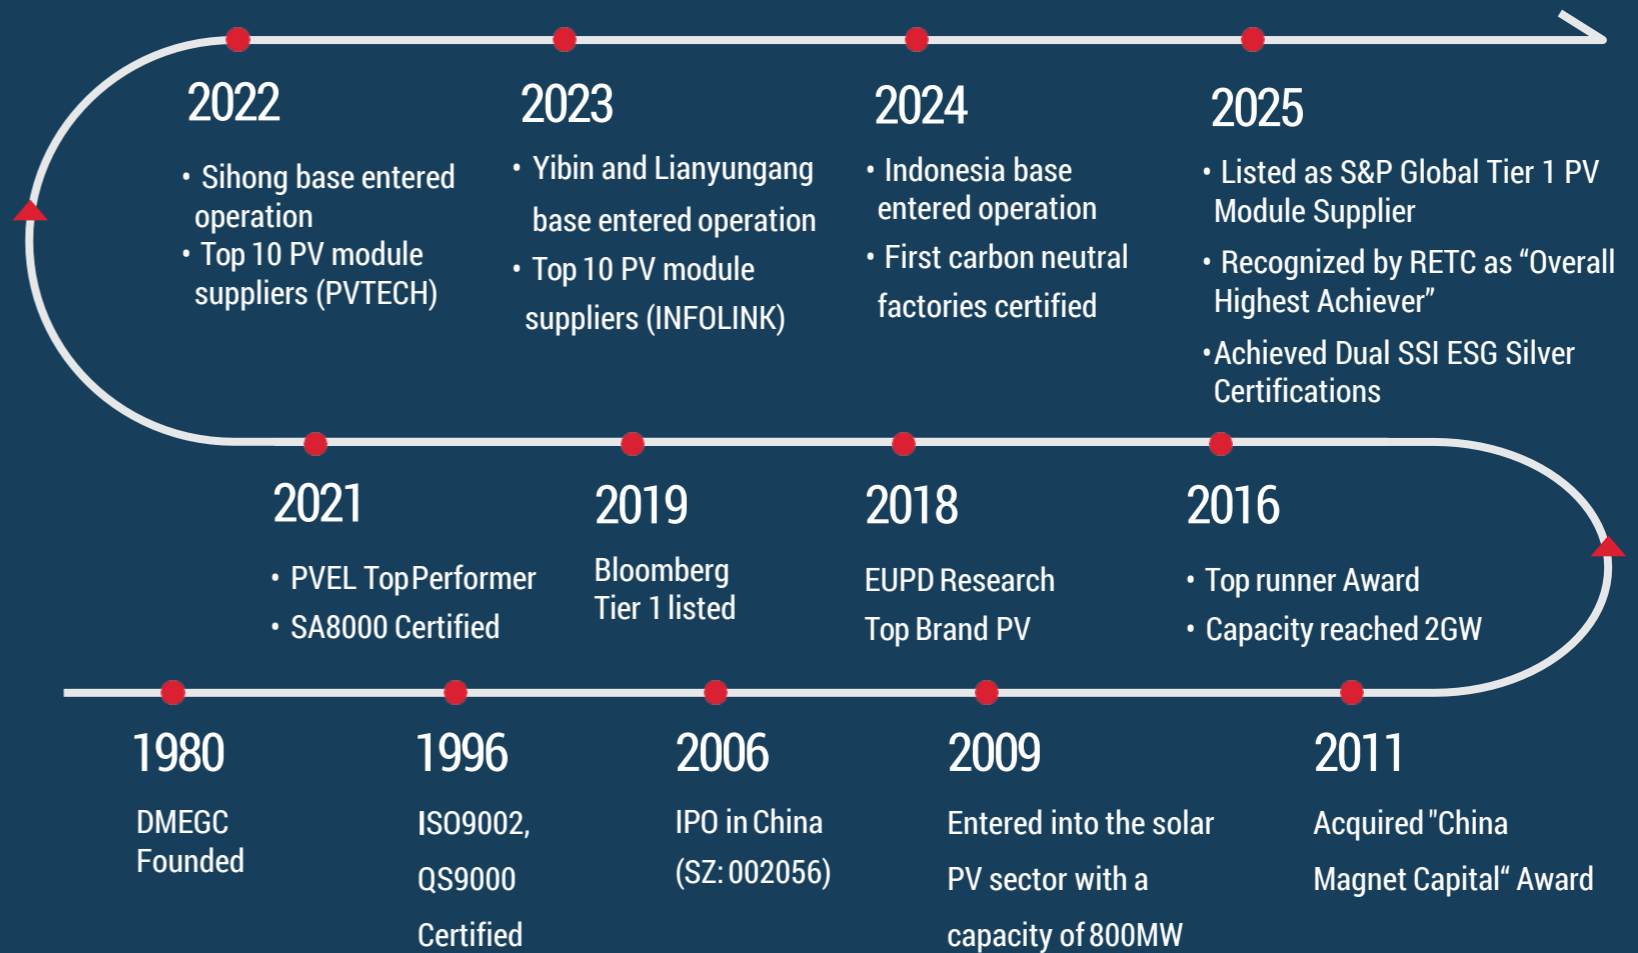 2022
• Sihong base entered
operation
• Top 10 PV module
suppliers (PVTECH)
2023
• Yibin and Lianyungang
base entered operation
• Top 10 PV module
suppliers (INFOLINK)
2024
• Indonesia base
entered operation
• First carbon neutral
factories certified
2025
• Listed as S&P Global Tier 1 PV
Module Supplier
• Recognized by RETC as “Overall
Highest Achiever”
•Achieved Dual SSI ESG Silver
Certifications
2021
• PVEL Top Performer
• SA8000 Certified
2019
Bloomberg
Tier 1 listed
2018
EUPD Research
Top Brand PV
2016
• Top runner Award
• Capacity reached 2GW
1980
DMEGC
Founded
1996
ISO9002,
QS9000
Certified
2006
IPO in China
(SZ: 002056)
2009
Entered into the solar
PV sector with a
capacity of 800MW
2011
Acquired "China
Magnet Capital“ Award